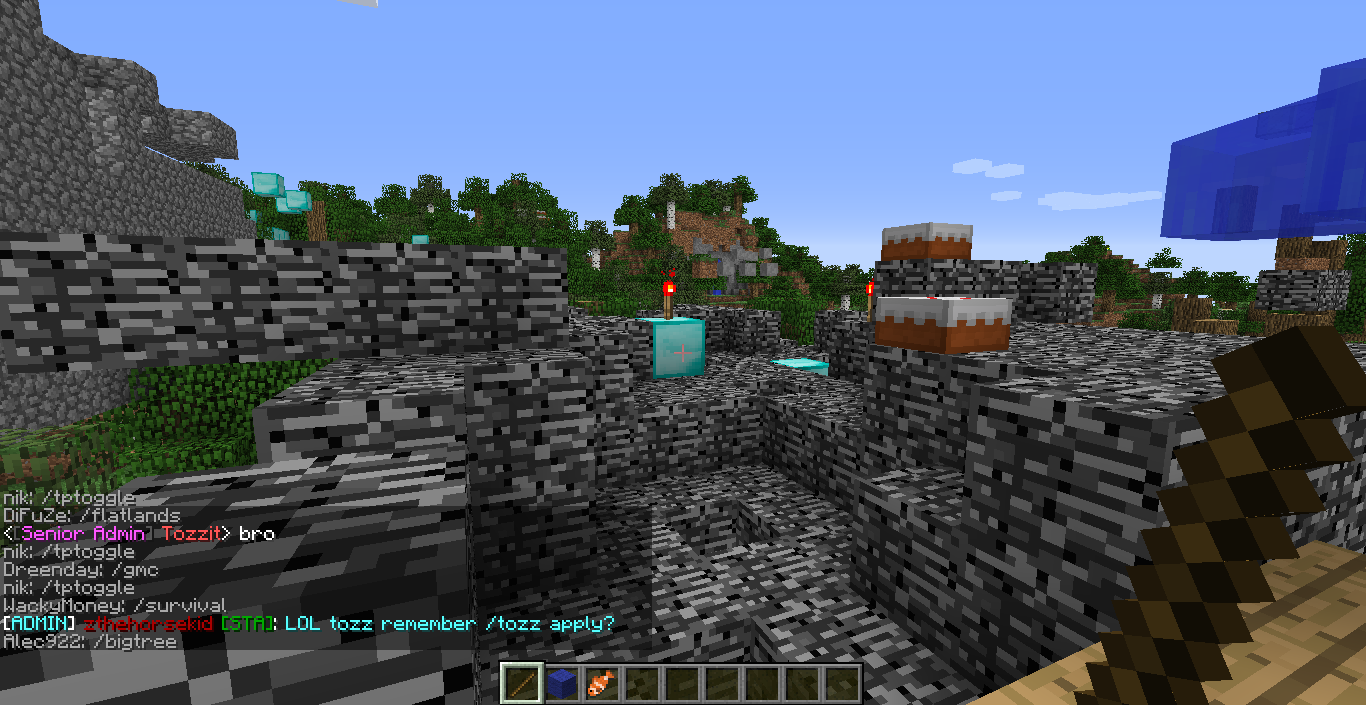 nik: /tptoggle
DiFuZe: /flatlands
<[Senior Admin] Tozzit> bro
nik: /tptoggle
Dreenday: /gmc
nik: /tptoggle
WackyMoney: /survival
[ADMIN] zthehorsekid [STA]: LOL tozz remember /tozz apply?
Alec922: /bigtree